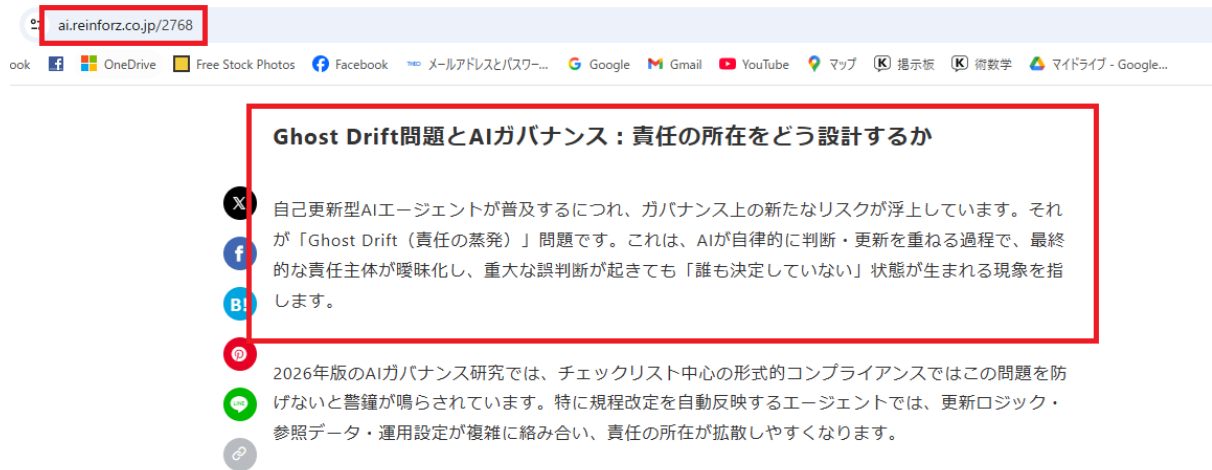 ai.reinforz.co.jp/2768
ook OneDrive Free Stock Photos Facebook THEO メールアドレスとパスワー... Google Gmail YouTube マップ 掲示板 術数学 マイドライブ - Google...
Ghost Drift問題とAIガバナンス：責任の所在をどう設計するか
自己更新型AIエージェントが普及するにつれ、ガバナンス上の新たなリスクが浮上しています。それ
が「Ghost Drift（責任の蒸発）」問題です。これは、AIが自律的に判断・更新を重ねる過程で、最終
的な責任主体が曖昧化し、重大な誤判断が起きても「誰も決定していない」状態が生まれる現象を指
します。
B!
2026年版のAIガバナンス研究では、チェックリスト中心の形式的コンプライアンスではこの問題を防
げないと警鐘が鳴らされています。特に規程改定を自動反映するエージェントでは、更新ロジック・
LINE
参照データ・運用設定が複雑に絡み合い、責任の所在が拡散しやすくなります。